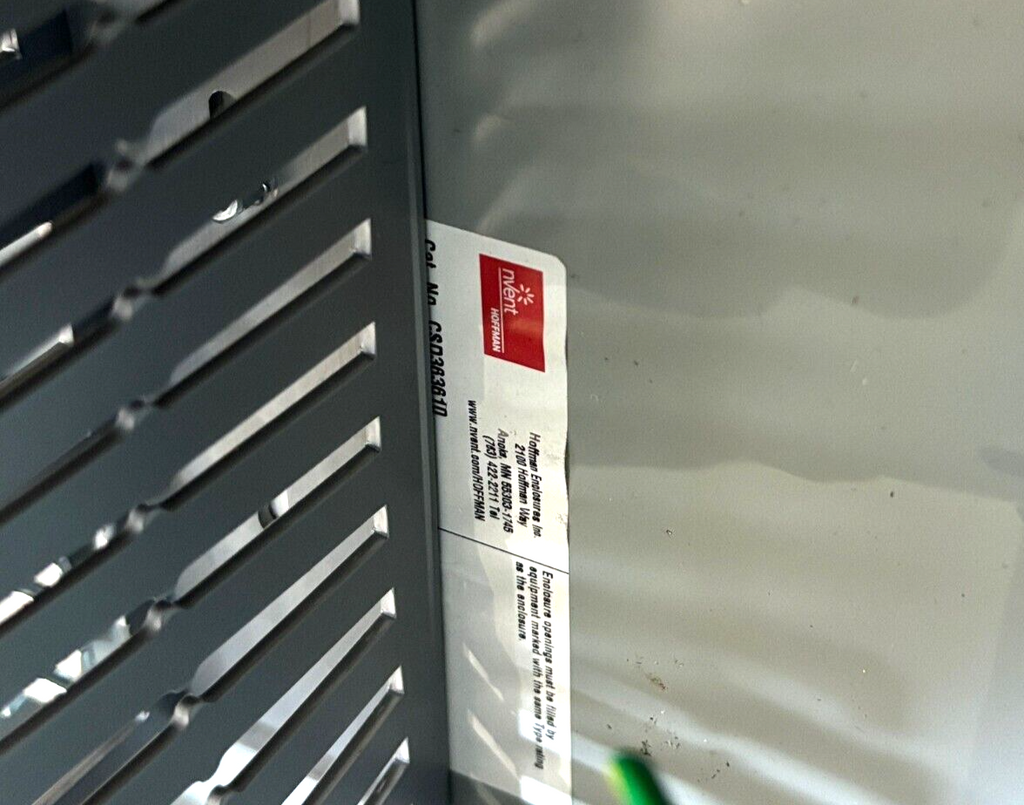 nvent
HOFFMAN
Hoffman Enclosures Inc.
2100 Hoffman Way
Anoka, MN 55303-1745
(763) 422-2211 Tel
www.nvent.com/HOFFMAN
Cat. No. CSD363610
Enclosure openings must be filled by
equipment marked with the same Type rating
as the enclosure.